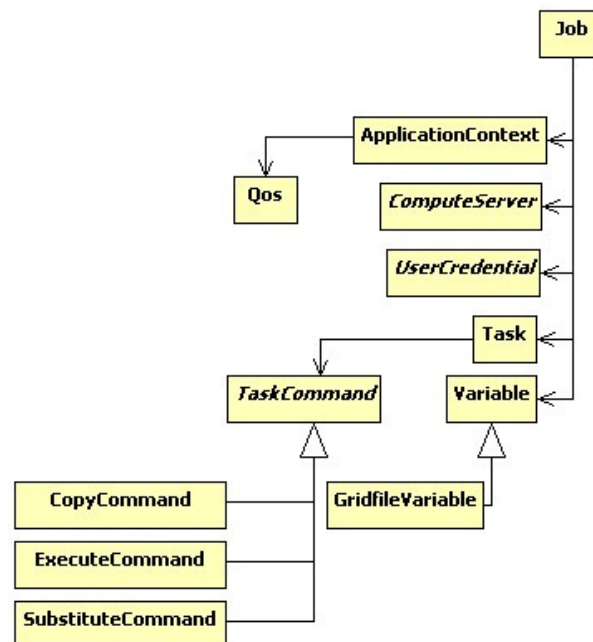 Job
ApplicationContext
Qos
ComputeServer
UserCredential
Task
TaskCommand
Variable
CopyCommand
GridfileVariable
ExecuteCommand
SubstituteCommand